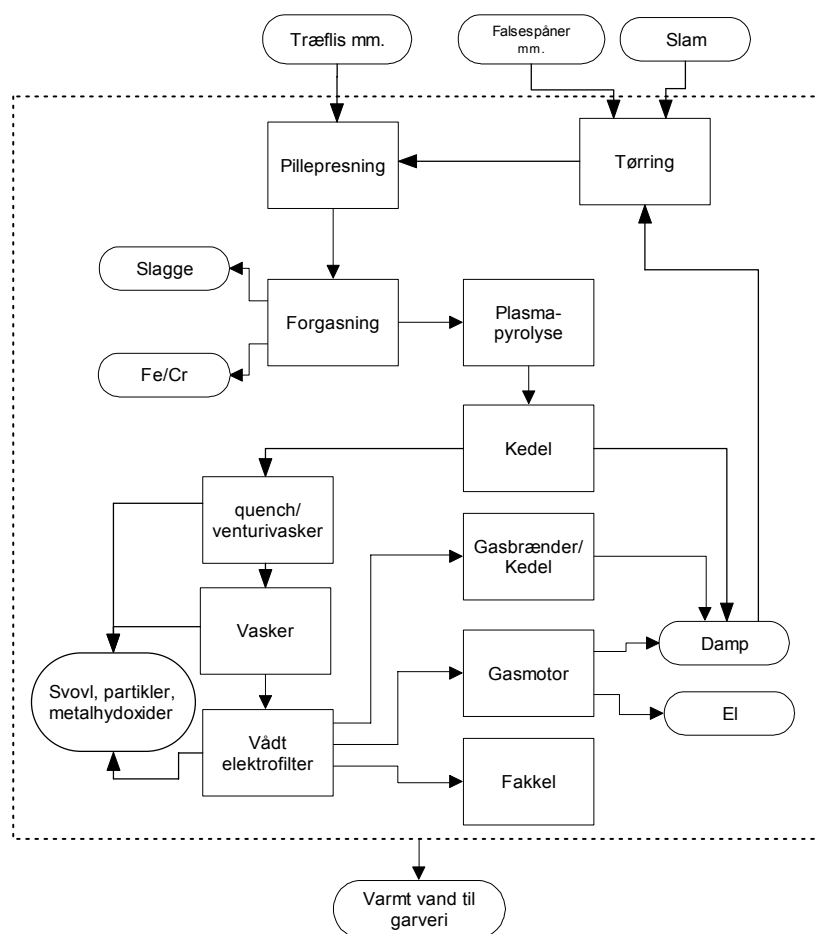 Træflis mm.
Falsespåner
mm.
Slam
Pillepresning
Tørring
Slagge
Forgasning
Plasma-
pyrolyse
Fe/Cr
Kedel
quench/
venturivasker
Gasbrænder/
Kedel
Vasker
Damp
Gasmotor
Svovl, partikler,
metalhydoxider
El
Vådt
elektrofilter
Fakkel
Varmt vand til
garveri